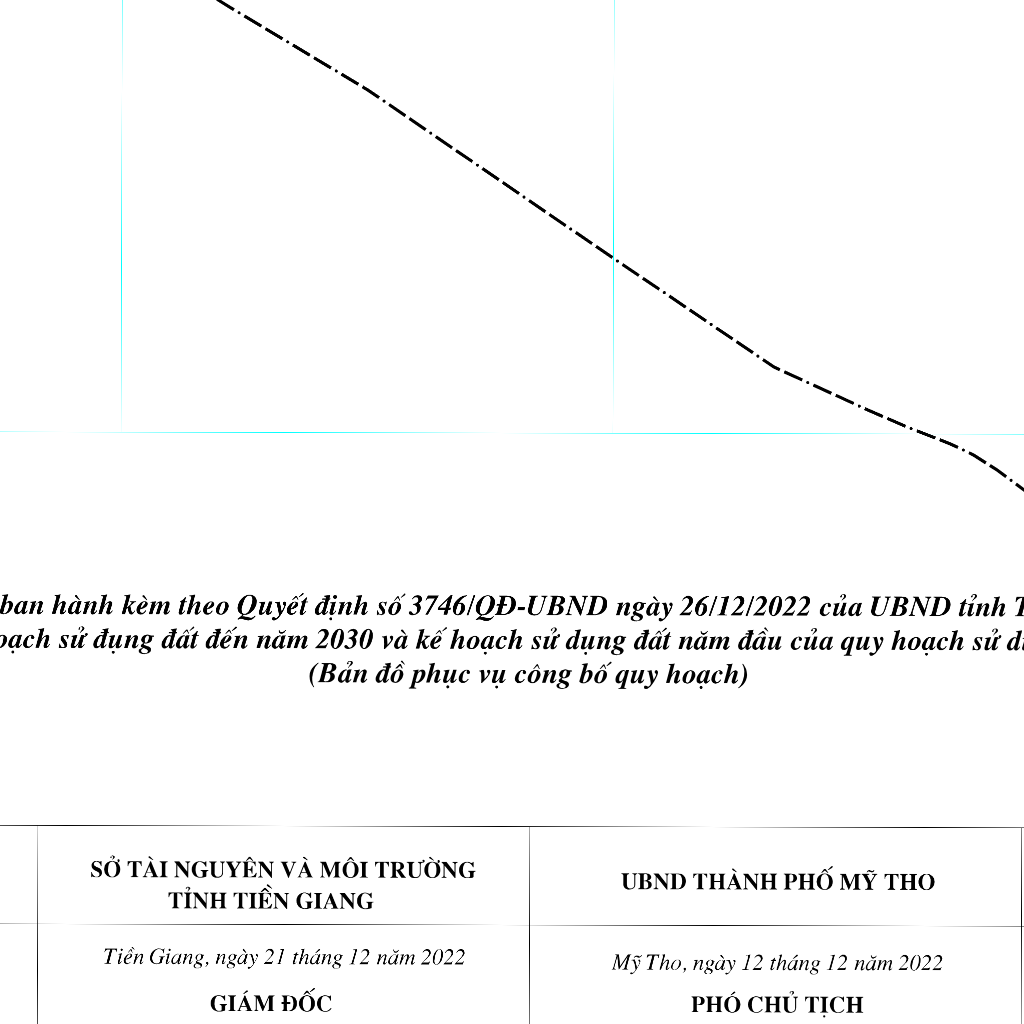 ban hành kèm theo Quyết định số 3746/QĐ-UBND ngày 26/12/2022 của UBND tỉnh
sử đụng đất đến năm 2030 và kế hoạch sử dụng đất năm đầu của quy hoạch sử
(Bản đồ phục vụ công bố quy hoạch)
SỞ TÀI NGUYÊN VÀ MÔI TRƯỜNG
TỈNH TIỀN GIANG
UBND THÀNH PHỐ MỸ THO
Tiền Giang, ngày 21 tháng 12 năm 2022
Mỹ Tho, ngày 12 tháng 12 năm 2022
GIÁM ĐỐC
PHÓ CHỦ TỊCH